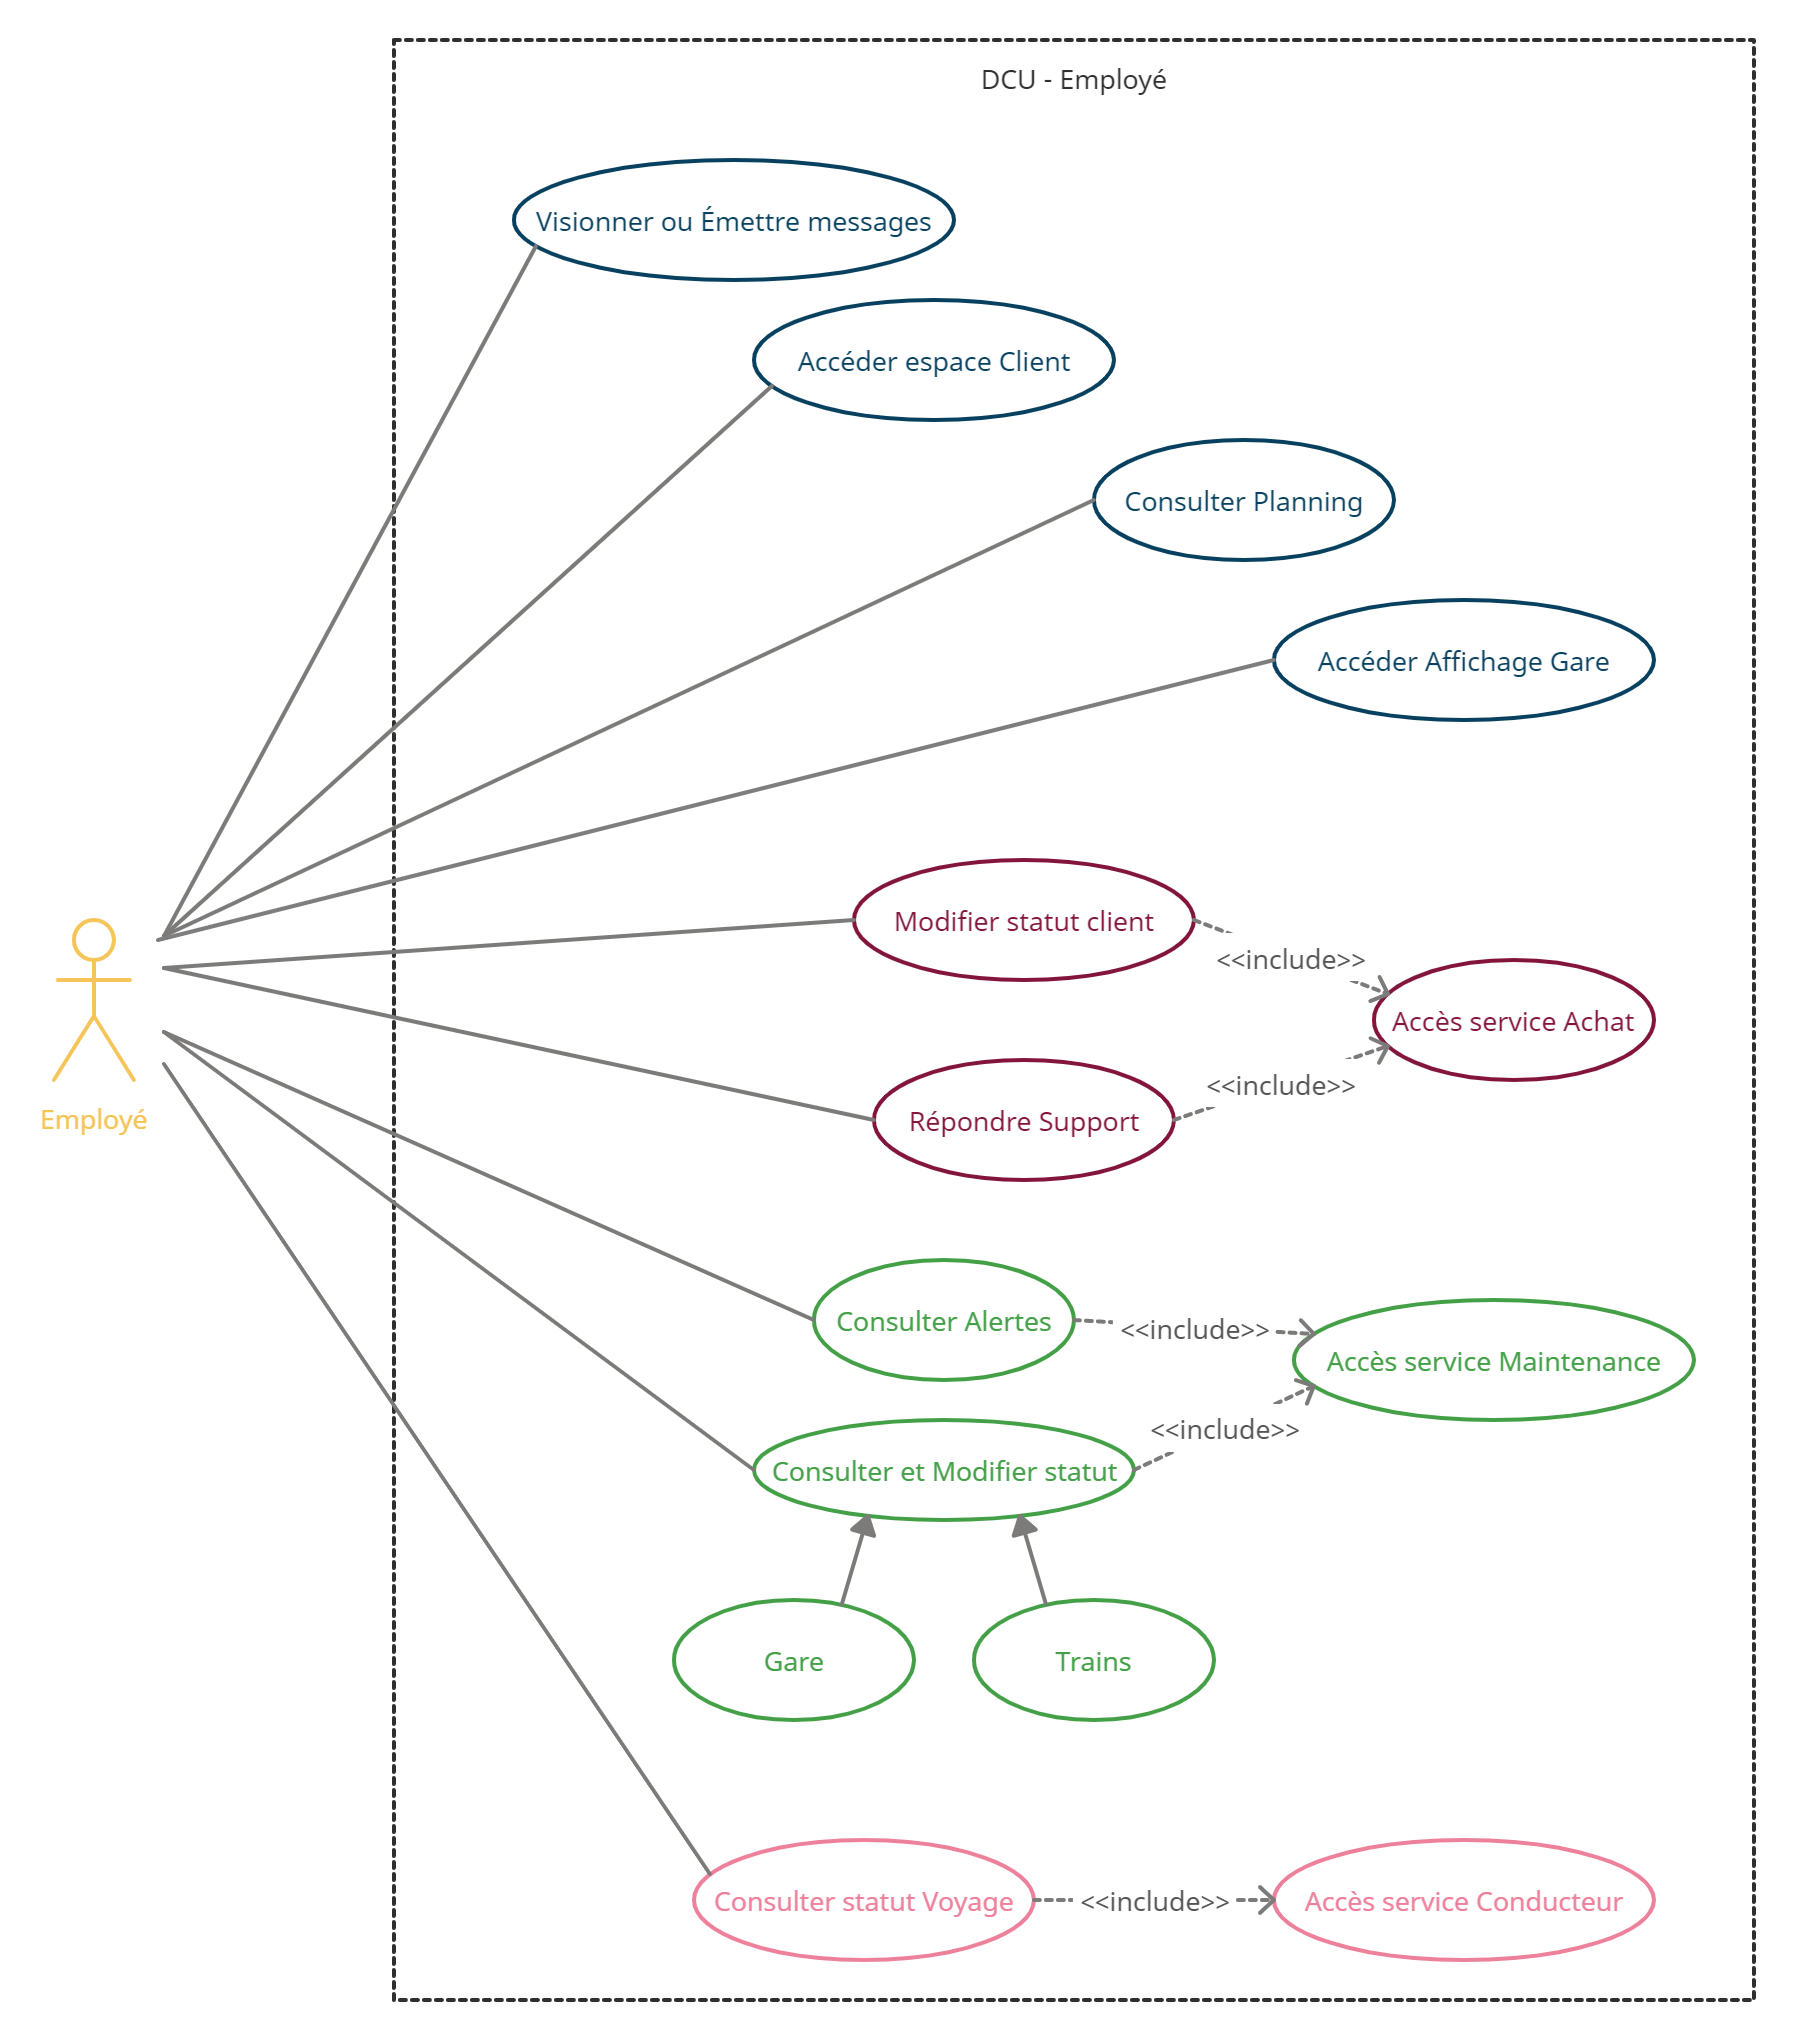 DCU - Employé
Visionner ou Émettre messages
Accéder espace Client
Consulter Planning
Accéder Affichage Gare
Modifier statut client
<<include>>
Accès service Achat
<<include>>
Répondre Support
Employé
Consulter Alertes
<<include>>
Accès service Maintenance
<<include>>
Consulter et Modifier statut
Gare
Trains
Consulter statut Voyage
<<include>>
Accès service Conducteur